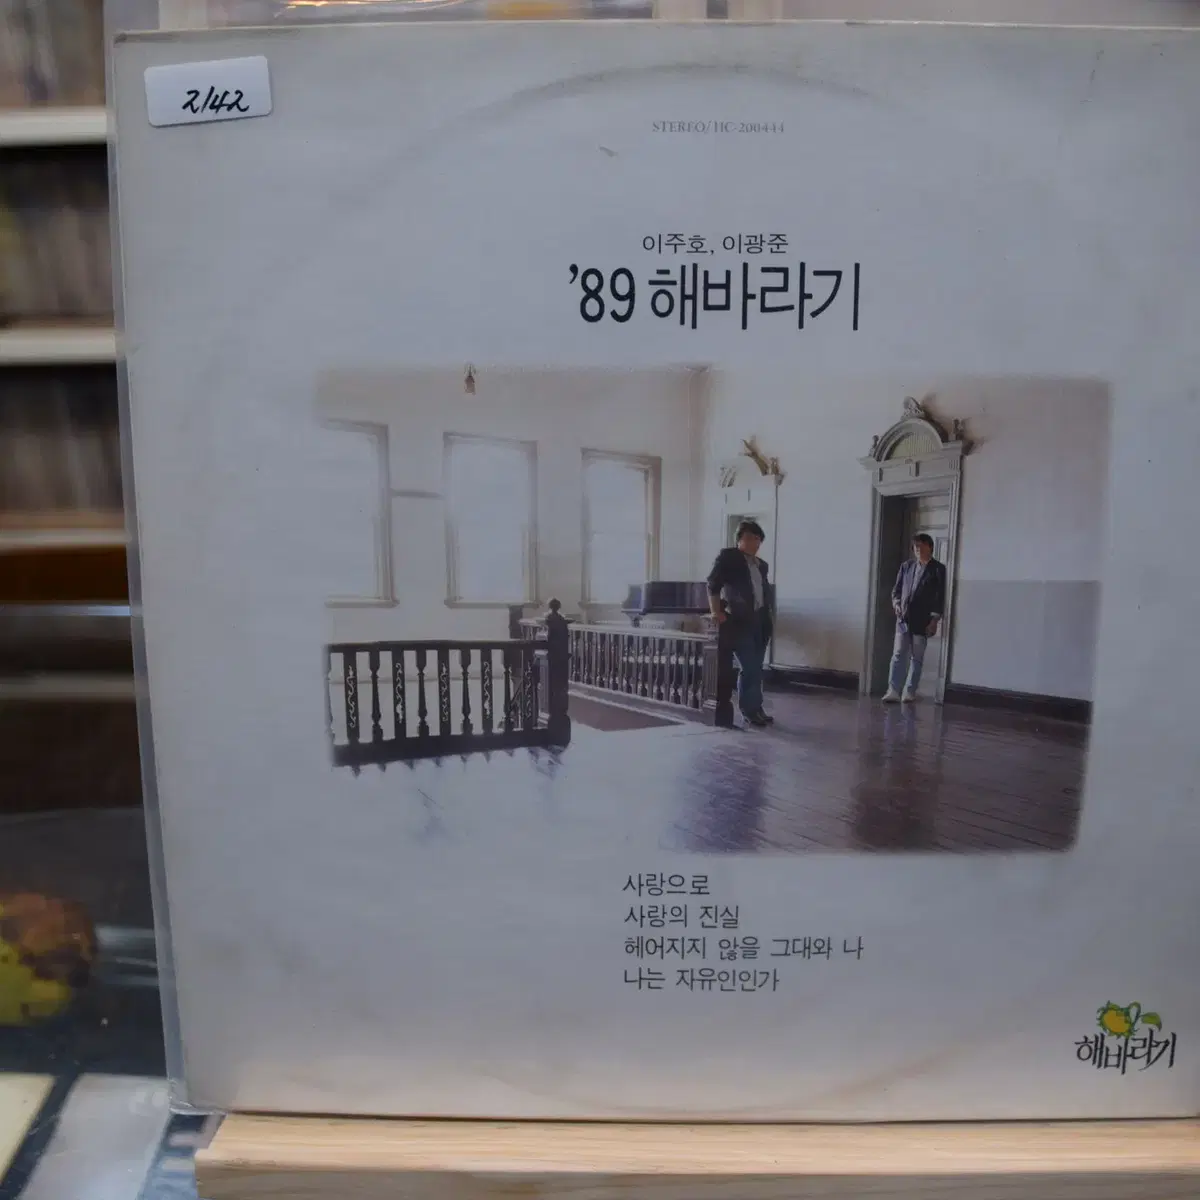 2142
STEREO/HC-200444
이주호, 이광준
'89 해바라기
사랑으로
사랑의 진실
헤어지지 않을 그대와 나
나는 자유인인가
해바라기